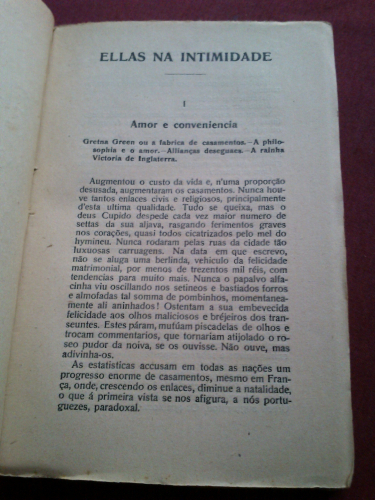 ELLAS NA INTIMIDADE
I
Amor e conveniencia
Gretna Green ou a fabrica de casamentos.—A philo-
sophia e o amor.—Allianças deseguaes.—A rainha
Victoria de Inglaterra.
Augmentou o custo da vida e, n'uma proporção
desusada, augmentaram os casamentos. Nunca hou-
ve tantos enlaces civis e religiosos, principalmente
d'esta ultima qualidade. Tudo se queixa, mas o
deus Cupido despede cada vez maior numero de
settas da sua aljava, rasgando ferimentos graves
nos corações, quasi todos cicatrizados pelo mel do
hymineu. Nunca rodaram pelas ruas da cidade tão
luxuosas carruagens. Na data em que escrevo,
não se aluga uma berlinda, vehiculo da felicidade
matrimonial, por menos de trezentos mil réis, com
tendencias para muito mais. Nunca o papalvo alfa-
cinha viu oscillando nos setineos e bastiados forros
e almofadas tal somma de pombinhos, momentanea-
mente ali aninhados! Ostentam a sua embevecida
felicidade aos olhos maliciosos e bréjeiros dos tran-
seuntes. Estes páram, mutúam piscadelas de olhos e
trocam commentarios, que tornariam atijolado o ro-
seo pudor da noiva, se os ouvisse. Não ouve, mas
adivinha-os.
As estatisticas accusam em todas as nações um
progresso enorme de casamentos, mesmo em Fran-
ça, onde, crescendo os enlaces, diminue a natalidade,
o que á primeira vista se nos afigura, a nós portu-
guezes, paradoxal.